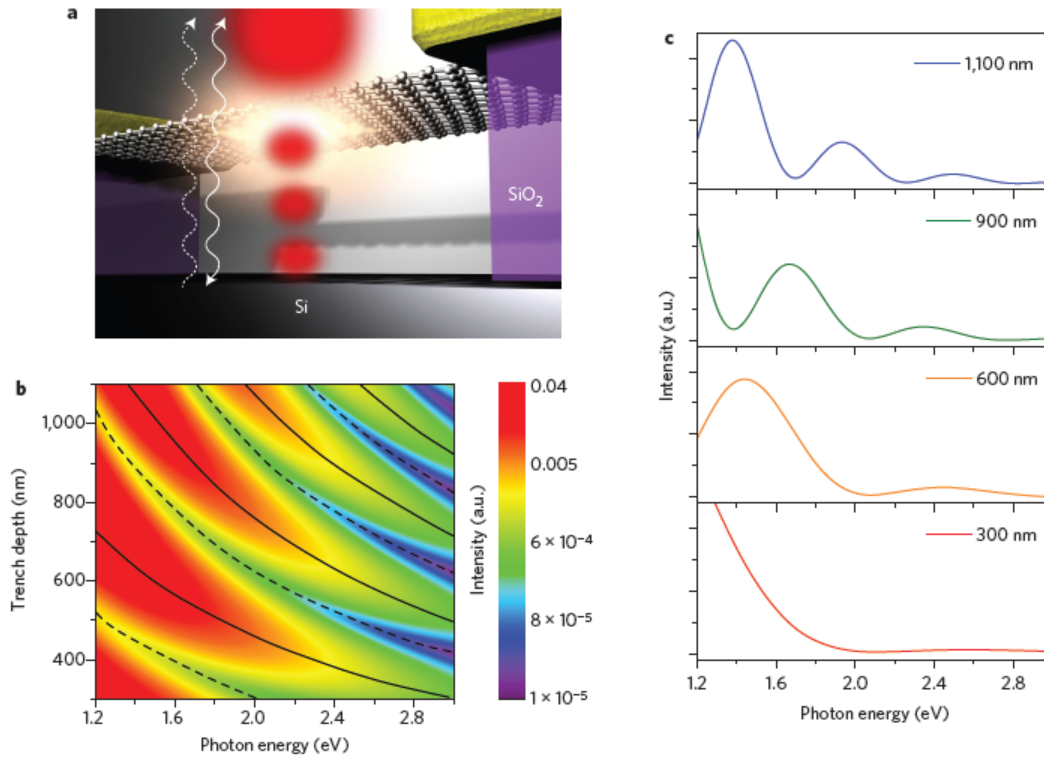 a
SiO2
Si
b
Trench depth (nm)
1,000
800
600
400
1.2
1.6
2.0
2.4
2.8
Photon energy (eV)
0.04
0.005
6 × 10−4
8 × 10−5
1 × 10−5
Intensity (a.u.)
c
1,100 nm
900 nm
600 nm
300 nm
Intensity (a.u.)
1.2
1.6
2.0
2.4
2.8
Photon energy (eV)